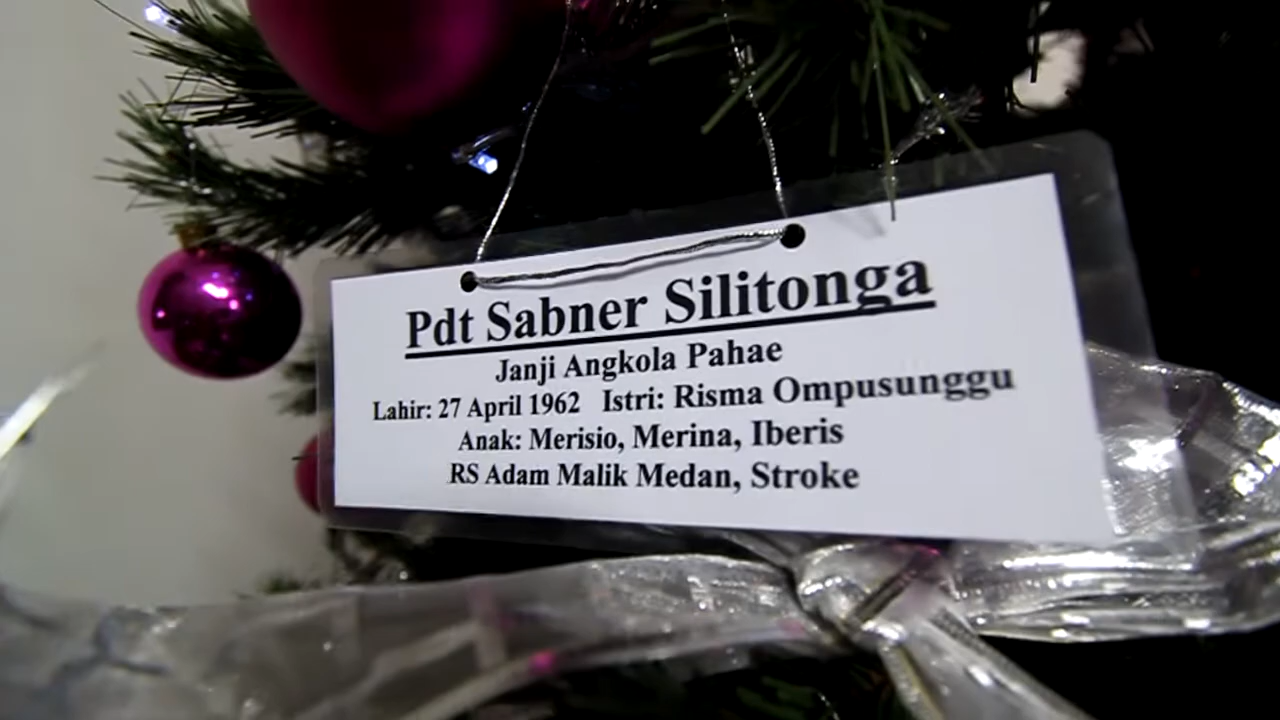 Pdt Sabner Silitonga
Janji Angkola Pahae
Lahir: 27 April 1962 Istri: Risma Ompusunggu
Anak: Merisio, Merina, Iberis
RS Adam Malik Medan, Stroke